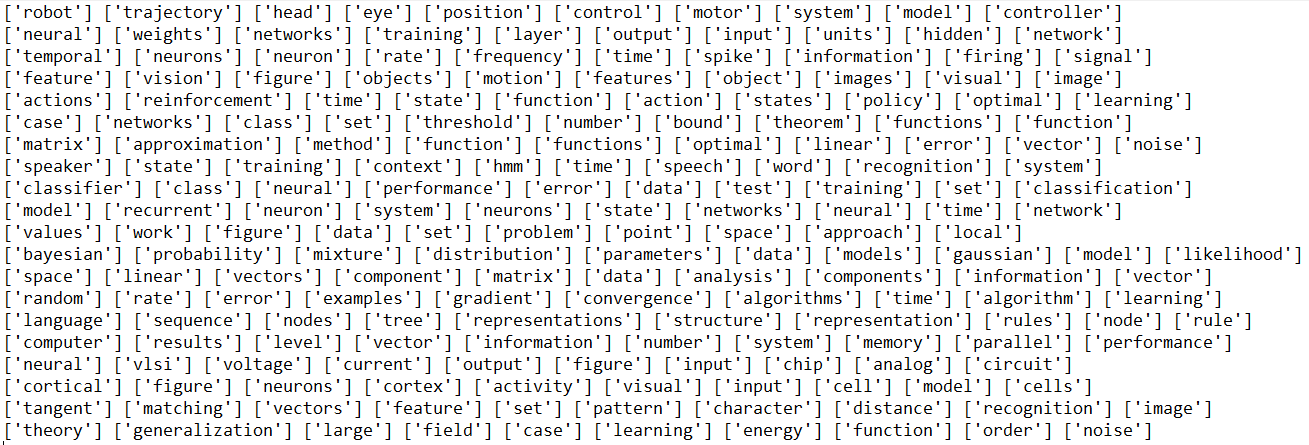 ['robot'] ['trajectory'] ['head'] ['eye'] ['position'] ['control'] ['motor'] ['system'] ['model'] ['controller']
['neural'] ['weights'] ['networks'] ['training'] ['layer'] ['output'] ['input'] ['units'] ['hidden'] ['network']
['temporal'] ['neurons'] ['neuron'] ['rate'] ['frequency'] ['time'] ['spike'] ['information'] ['firing'] ['signal']
['feature'] ['vision'] ['figure'] ['objects'] ['motion'] ['features'] ['object'] ['images'] ['visual'] ['image']
['actions'] ['reinforcement'] ['time'] ['state'] ['function'] ['action'] ['states'] ['policy'] ['optimal'] ['learning']
['case'] ['networks'] ['class'] ['set'] ['threshold'] ['number'] ['bound'] ['theorem'] ['functions'] ['function']
['matrix'] ['approximation'] ['method'] ['function'] ['functions'] ['optimal'] ['linear'] ['error'] ['vector'] ['noise']
['speaker'] ['state'] ['training'] ['context'] ['hmm'] ['time'] ['speech'] ['word'] ['recognition'] ['system']
['classifier'] ['class'] ['neural'] ['performance'] ['error'] ['data'] ['test'] ['training'] ['set'] ['classification']
['model'] ['recurrent'] ['neuron'] ['system'] ['neurons'] ['state'] ['networks'] ['neural'] ['time'] ['network']
['values'] ['work'] ['figure'] ['data'] ['set'] ['problem'] ['point'] ['space'] ['approach'] ['local']
['bayesian'] ['probability'] ['mixture'] ['distribution'] ['parameters'] ['data'] ['models'] ['gaussian'] ['model'] ['likelihood']
['space'] ['linear'] ['vectors'] ['component'] ['matrix'] ['data'] ['analysis'] ['components'] ['information'] ['vector']
['random'] ['rate'] ['error'] ['examples'] ['gradient'] ['convergence'] ['algorithms'] ['time'] ['algorithm'] ['learning']
['language'] ['sequence'] ['nodes'] ['tree'] ['representations'] ['structure'] ['representation'] ['rules'] ['node'] ['rule']
['computer'] ['results'] ['level'] ['vector'] ['information'] ['number'] ['system'] ['memory'] ['parallel'] ['performance']
['neural'] ['vlsi'] ['voltage'] ['current'] ['output'] ['figure'] ['input'] ['chip'] ['analog'] ['circuit']
['cortical'] ['figure'] ['neurons'] ['cortex'] ['activity'] ['visual'] ['input'] ['cell'] ['model'] ['cells']
['tangent'] ['matching'] ['vectors'] ['feature'] ['set'] ['pattern'] ['character'] ['distance'] ['recognition'] ['image']
['theory'] ['generalization'] ['large'] ['field'] ['case'] ['learning'] ['energy'] ['function'] ['order'] ['noise']